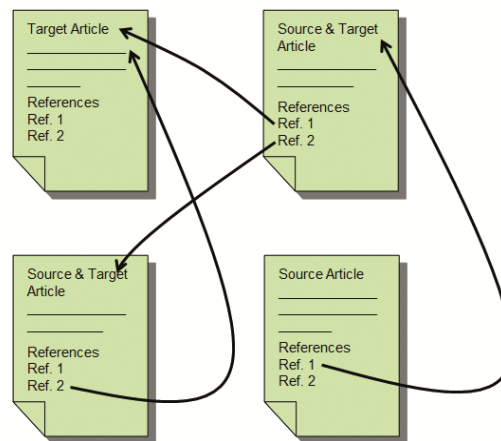 Target Article
References
Ref. 1
Ref. 2
Source & Target
Article
References
Ref. 1
Ref. 2
Source & Target
Article
References
Ref. 1
Ref. 2
Source Article
References
Ref. 1
Ref. 2